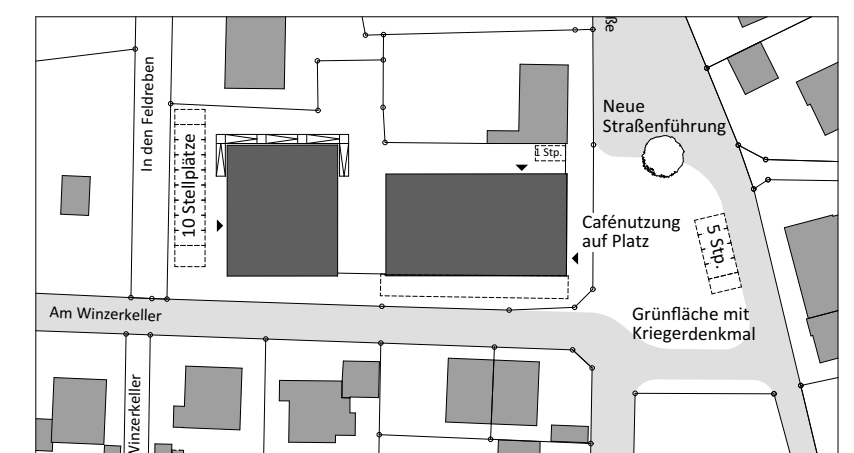 ße
In den Feldreben
10 Stellplätze
1 Stp.
Neue
Straßenführung
Cafénutzung
auf Platz
5 Stp.
Am Winzerkeller
Grünfläche mit
Kriegerdenkmal
Winzerkeller